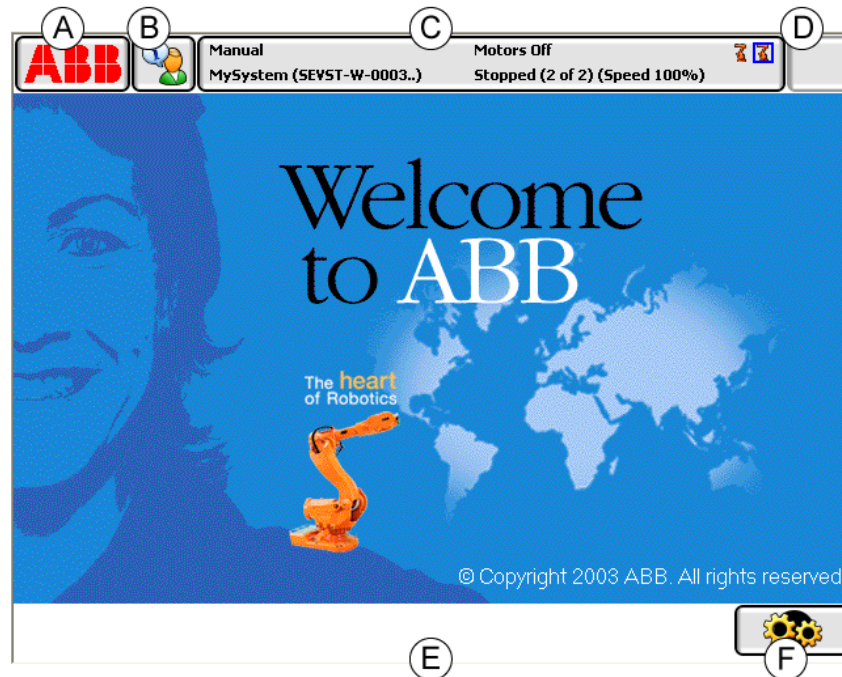 A B C D
ABB
Manual Motors Off
MySystem (SEVST-W-0003..) Stopped (2 of 2) (Speed 100%)
Welcome
to ABB
The heart
of Robotics
© Copyright 2003 ABB. All rights reserved
E F